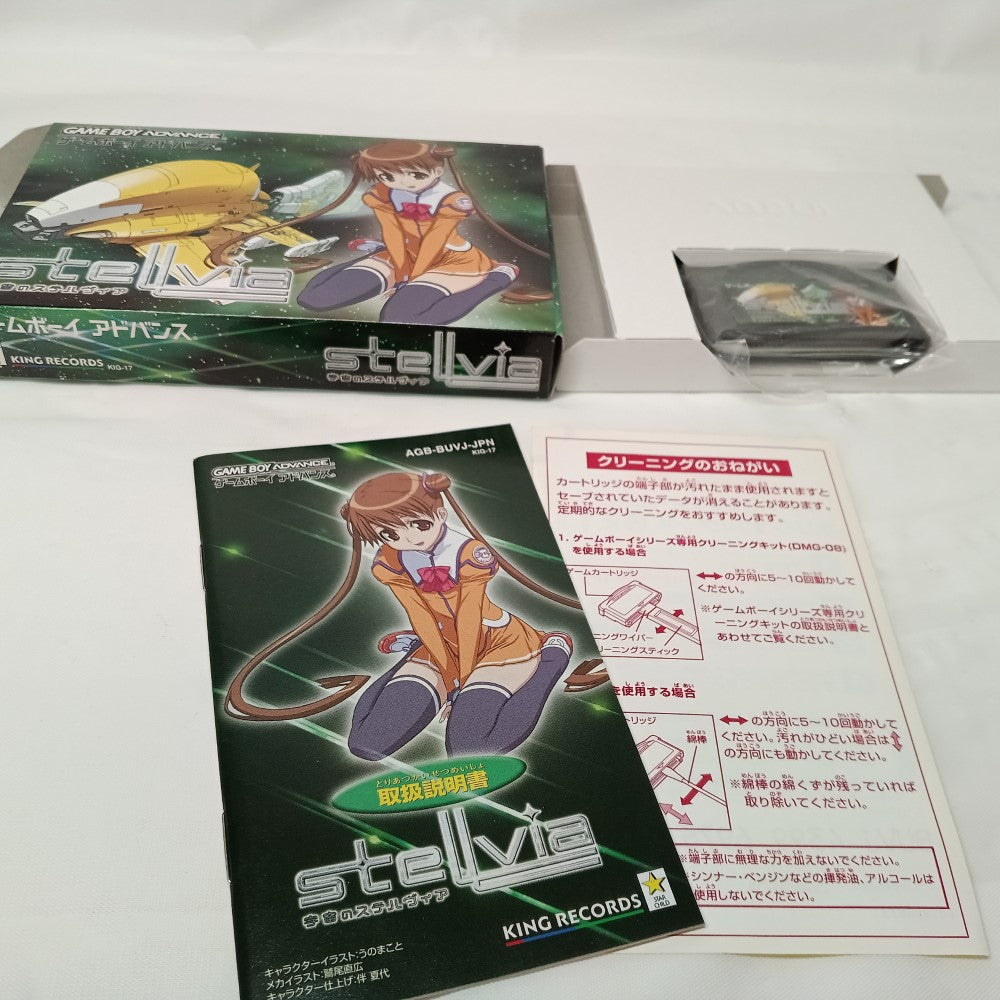 GAME BOY ADVANCE
ゲームボーイ アドバンス
stellvia
宇宙のステルヴィア
ゲームボーイ アドバンス
KING RECORDS KIG-17
stellvia
宇宙のステルヴィア
AGB-BUVJ-JPN
KIG-17
GAME BOY ADVANCE
ゲームボーイ アドバンス
とりあつかいせつめいしょ
取扱説明書
stellvia
宇宙のステルヴィア
KING RECORDS
STAR CHILD
キャラクターイラスト:うのまこと
メカイラスト:鷲尾直広
キャラクター仕上げ:伴 夏代
クリーニングのおねがい
カートリッジの端子部が汚れたまま使用されますと
セーブされていたデータが消えることがあります。
定期的なクリーニングをおすすめします。
1. ゲームボーイシリーズ専用クリーニングキット(DMG-08)
を使用する場合
ゲームカートリッジ
の方向に5~10回動かして
ください。
※ゲームボーイシリーズ専用クリ
ーニングキットの取扱説明書と
あわせてご覧ください。
ニングワイパー
リーニングスティック
を使用する場合
トリッジ
綿棒
の方向に5~10回動かして
ください。汚れがひどい場合は
の方向にも動かしてください。
※綿棒の綿くずが残っていれば
取り除いてください。
※端子部に無理な力を加えないでください。
※シンナー・ベンジンなどの揮発油、アルコールは
使用しないでください。